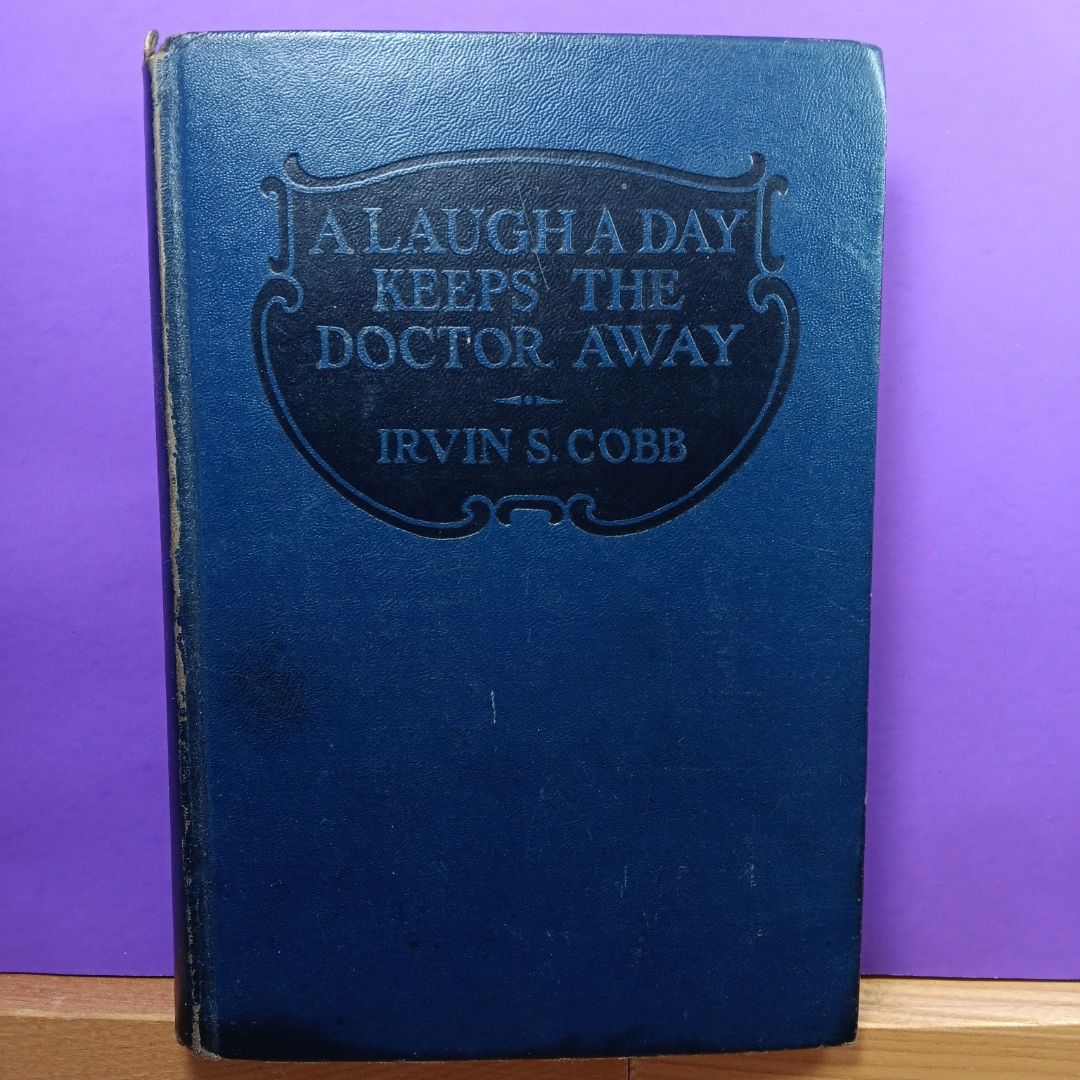 A LAUGH A DAY
KEEPS THE
DOCTOR AWAY
IRVIN S. COBB